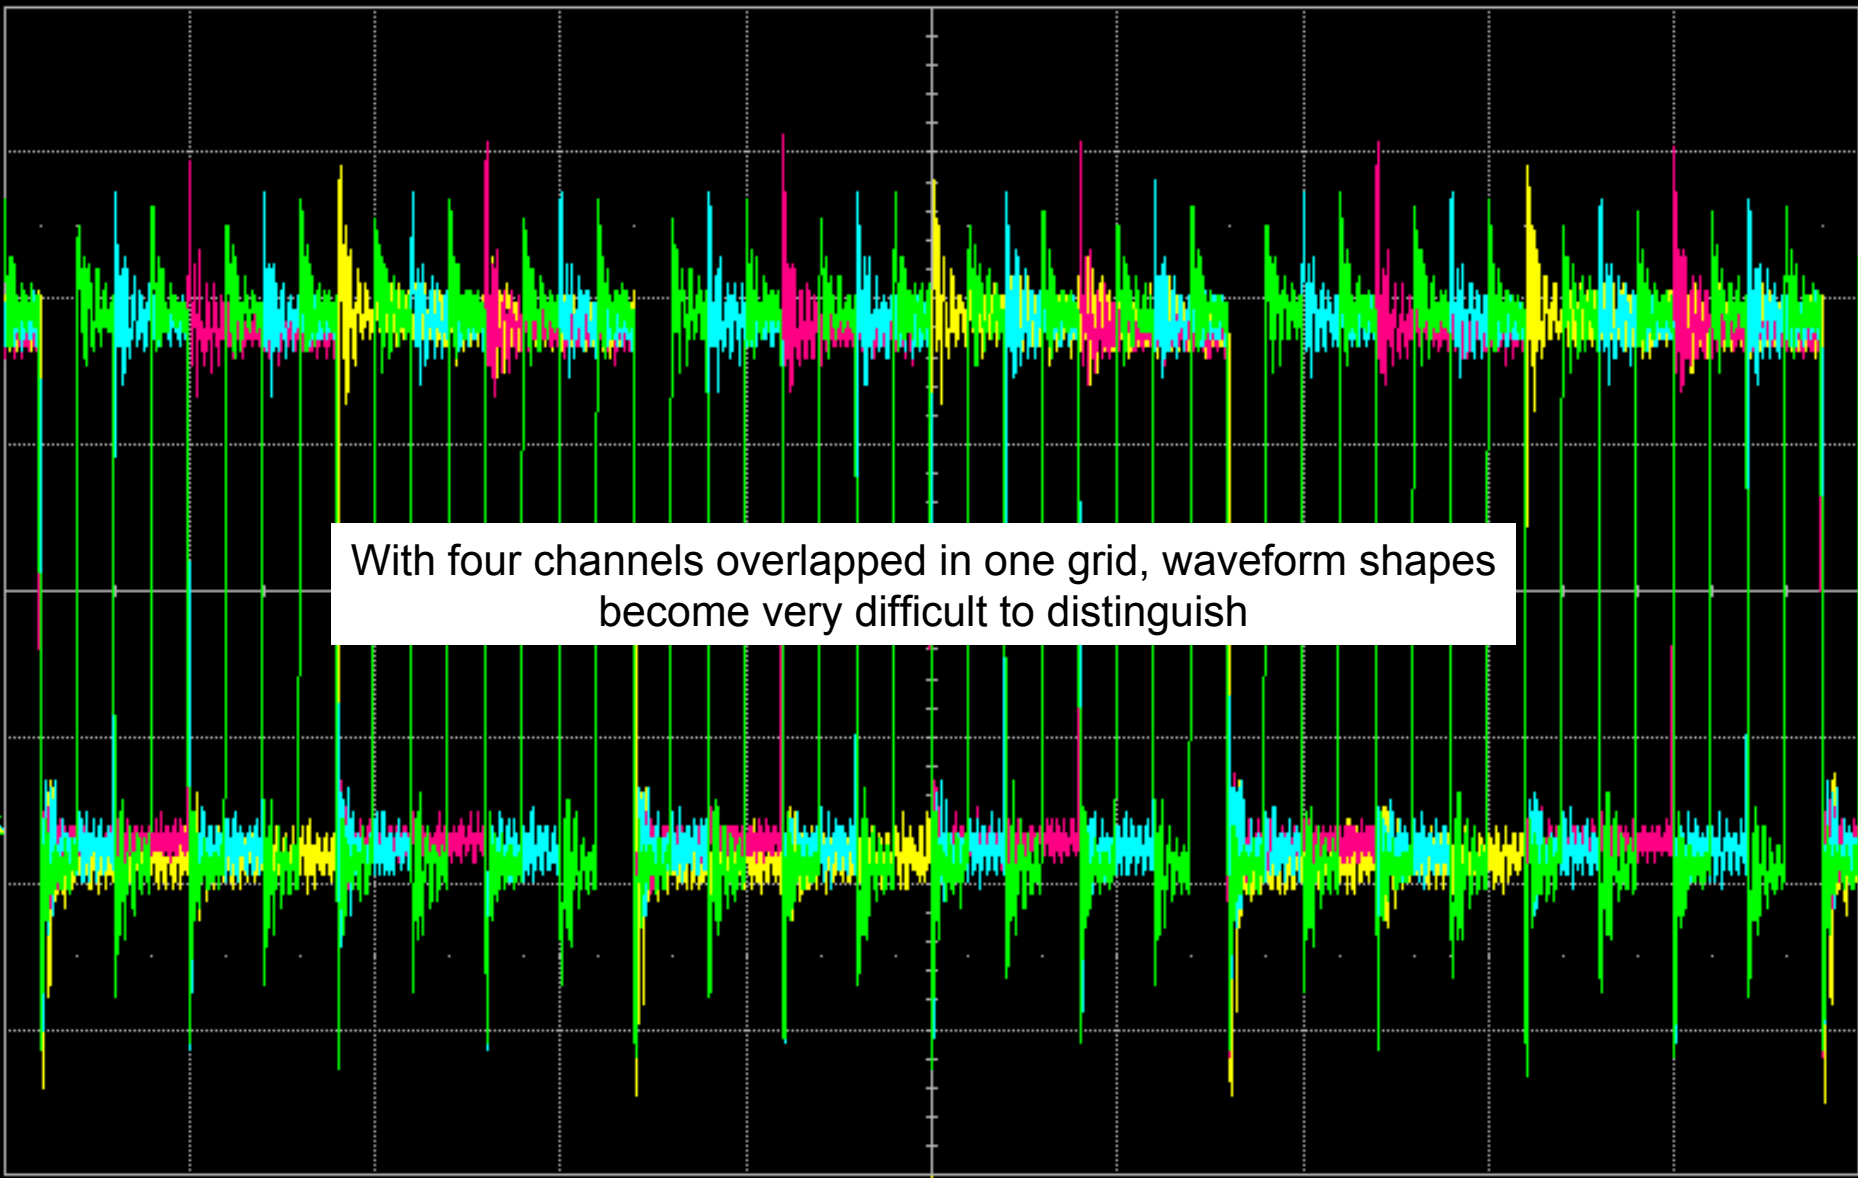 With four channels overlapped in one grid, waveform shapes
become very difficult to distinguish